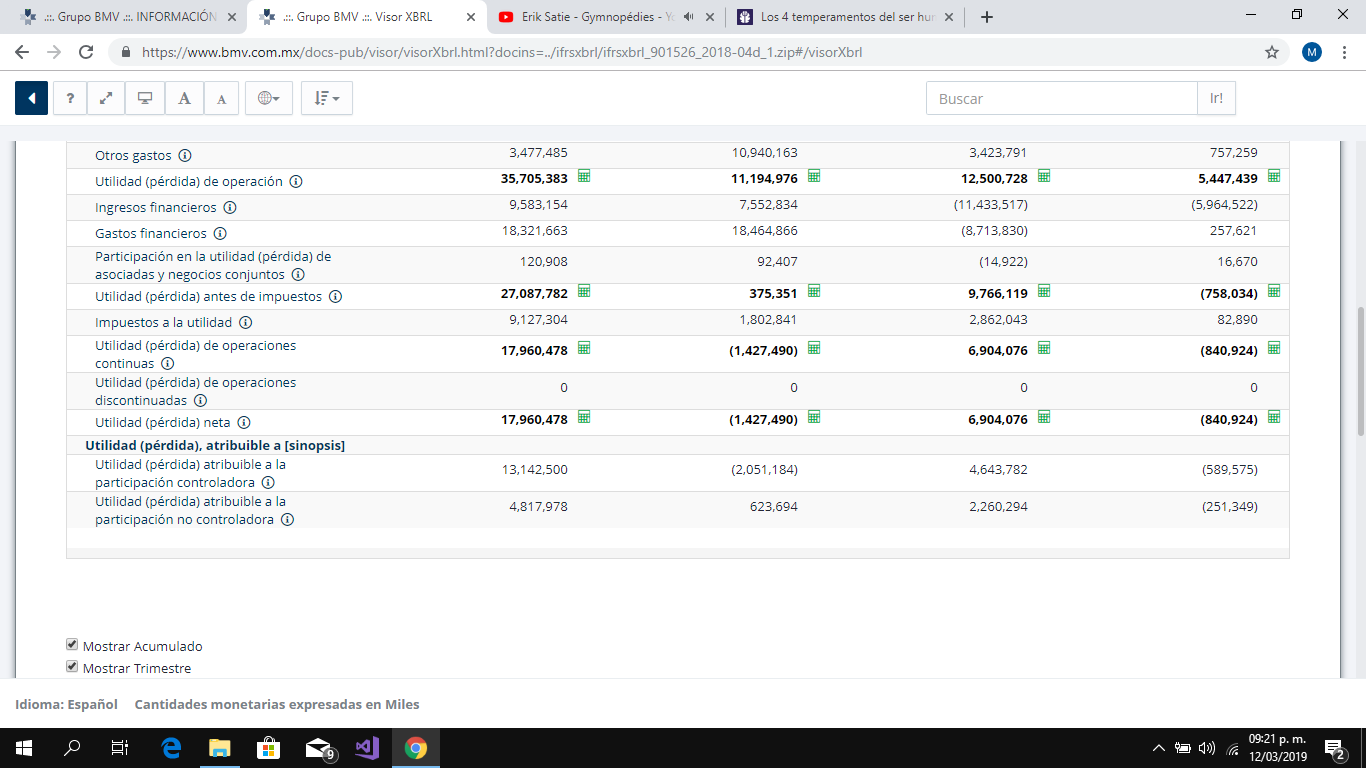 .::. Grupo BMV .::. INFORMACIÓN
.::. Grupo BMV .::. Visor XBRL
Erik Satie - Gymnopédies - Yo
Los 4 temperamentos del ser hum
https://www.bmv.com.mx/docs-pub/visor/visorXbrl.html?docins=../ifrsxbrl/ifrsxbrl_901526_2018-04d_1.zip#/visorXbrl
M
? A A Buscar Ir!
Otros gastos 3,477,485 10,940,163 3,423,791 757,259
Utilidad (pérdida) de operación 35,705,383 11,194,976 12,500,728 5,447,439
Ingresos financieros 9,583,154 7,552,834 (11,433,517) (5,964,522)
Gastos financieros 18,321,663 18,464,866 (8,713,830) 257,621
Participación en la utilidad (pérdida) de
asociadas y negocios conjuntos 120,908 92,407 (14,922) 16,670
Utilidad (pérdida) antes de impuestos 27,087,782 375,351 9,766,119 (758,034)
Impuestos a la utilidad 9,127,304 1,802,841 2,862,043 82,890
Utilidad (pérdida) de operaciones
continuas 17,960,478 (1,427,490) 6,904,076 (840,924)
Utilidad (pérdida) de operaciones
discontinuadas 0 0 0 0
Utilidad (pérdida) neta 17,960,478 (1,427,490) 6,904,076 (840,924)
Utilidad (pérdida), atribuible a [sinopsis]
Utilidad (pérdida) atribuible a la
participación controladora 13,142,500 (2,051,184) 4,643,782 (589,575)
Utilidad (pérdida) atribuible a la
participación no controladora 4,817,978 623,694 2,260,294 (251,349)
Mostrar Acumulado
Mostrar Trimestre
Idioma: Español Cantidades monetarias expresadas en Miles
9
09:21 p. m.
12/03/2019
2